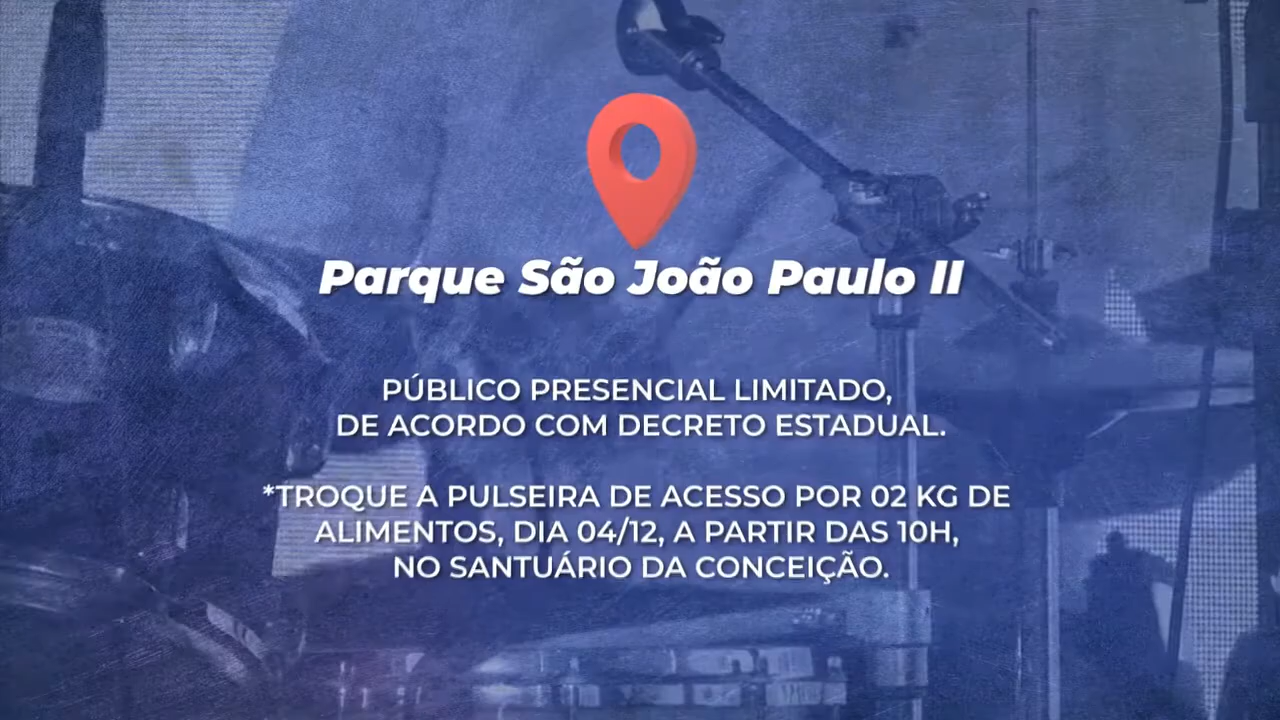 Parque São João Paulo II
PÚBLICO PRESENCIAL LIMITADO,
DE ACORDO COM DECRETO ESTADUAL.
*TROQUE A PULSEIRA DE ACESSO POR 02 KG DE
ALIMENTOS, DIA 04/12, A PARTIR DAS 10H,
NO SANTUÁRIO DA CONCEIÇÃO.